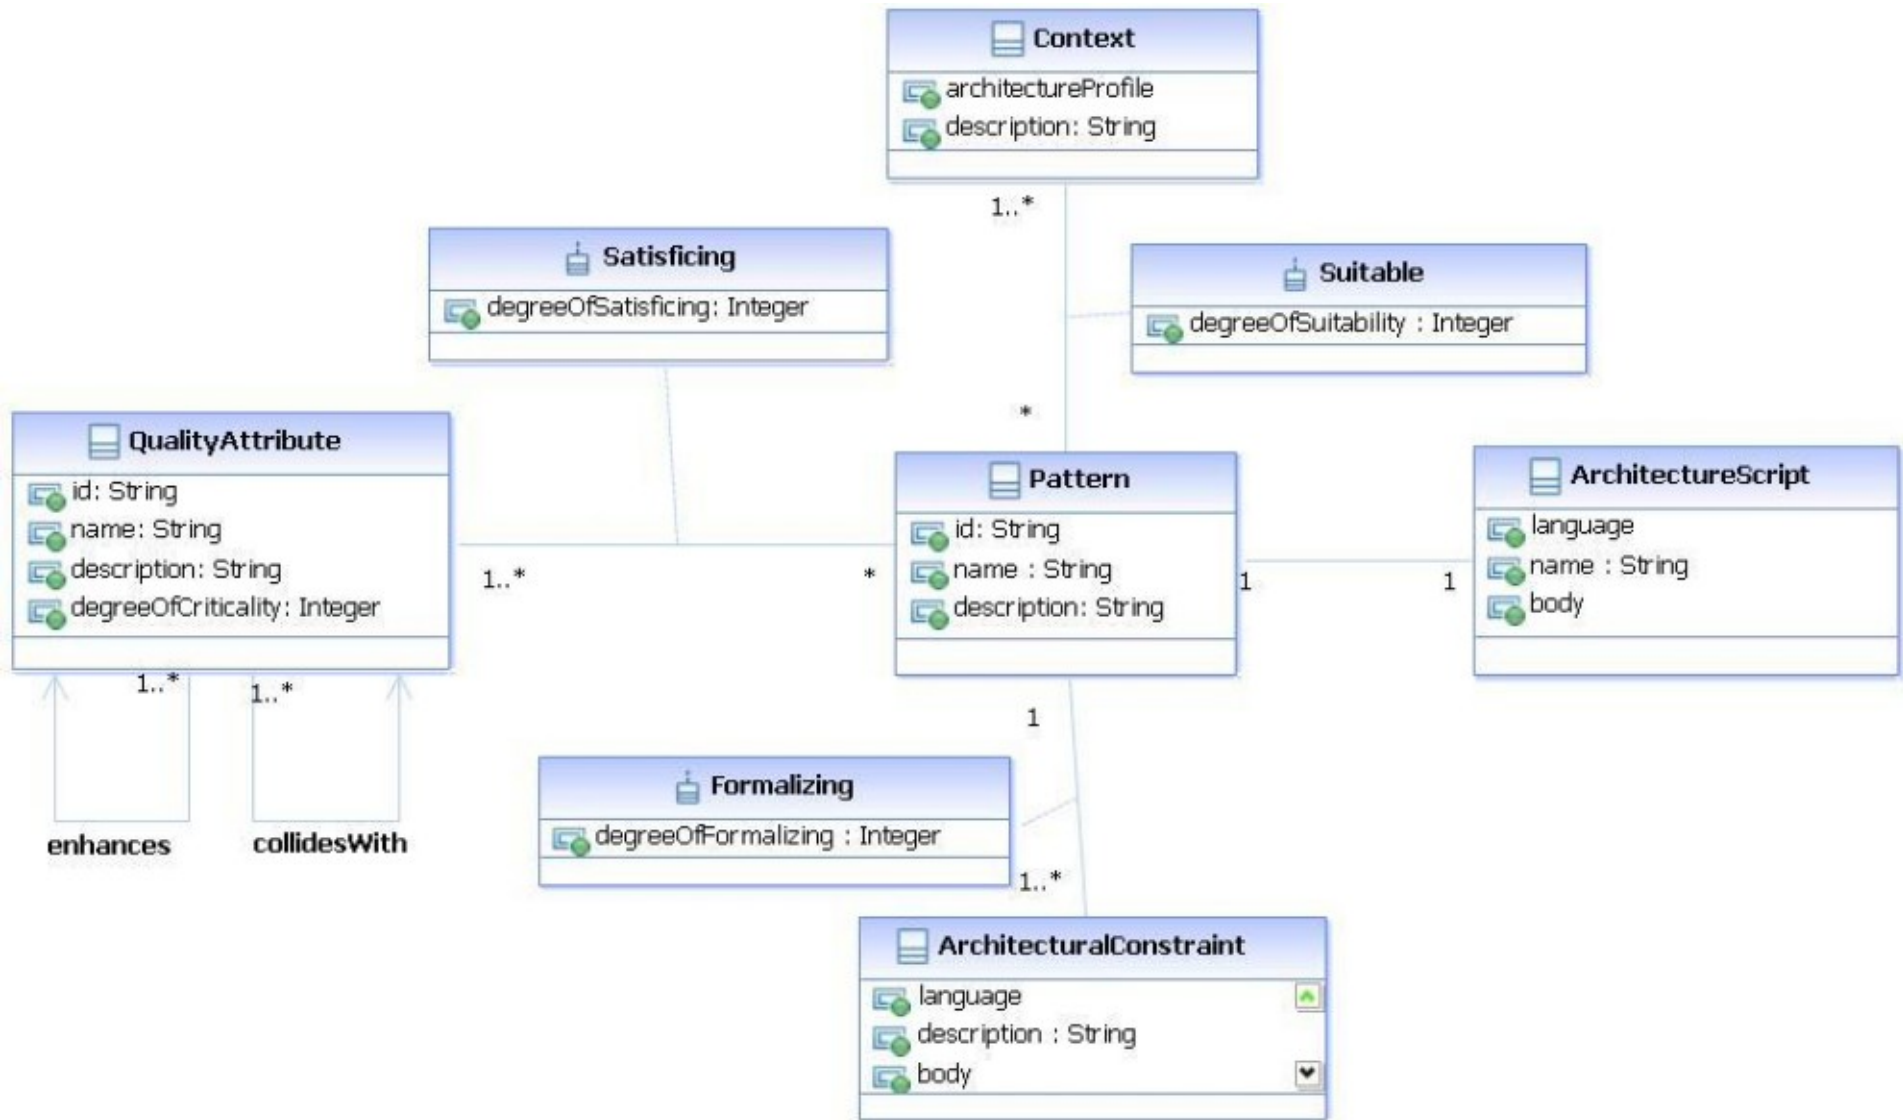 Context
architectureProfile
description: String
1..*
Satisficing
degreeOfSatisficing: Integer
Suitable
degreeOfSuitability : Integer
*
QualityAttribute
id: String
name: String
description: String
degreeOfCriticality: Integer
1..*
*
Pattern
id: String
name : String
description: String
1
1
ArchitectureScript
language
name : String
body
1..*
1..*
enhances
collidesWith
1
Formalizing
degreeOfFormalizing : Integer
1..*
ArchitecturalConstraint
language
description : String
body